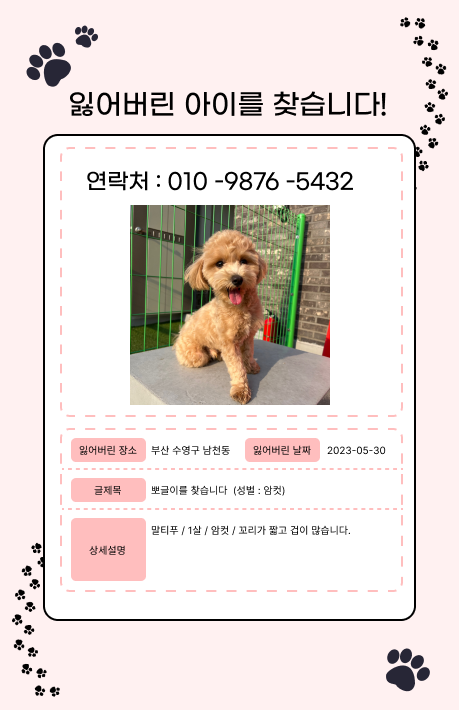 잃어버린 아이를 찾습니다!
연락처 : 010 -9876 -5432
잃어버린 장소 부산 수영구 남천동 잃어버린 날짜 2023-05-30
글제목 뽀글이를 찾습니다 (성별 : 암컷)
상세설명 말티푸 / 1살 / 암컷 / 꼬리가 짧고 겁이 많습니다.